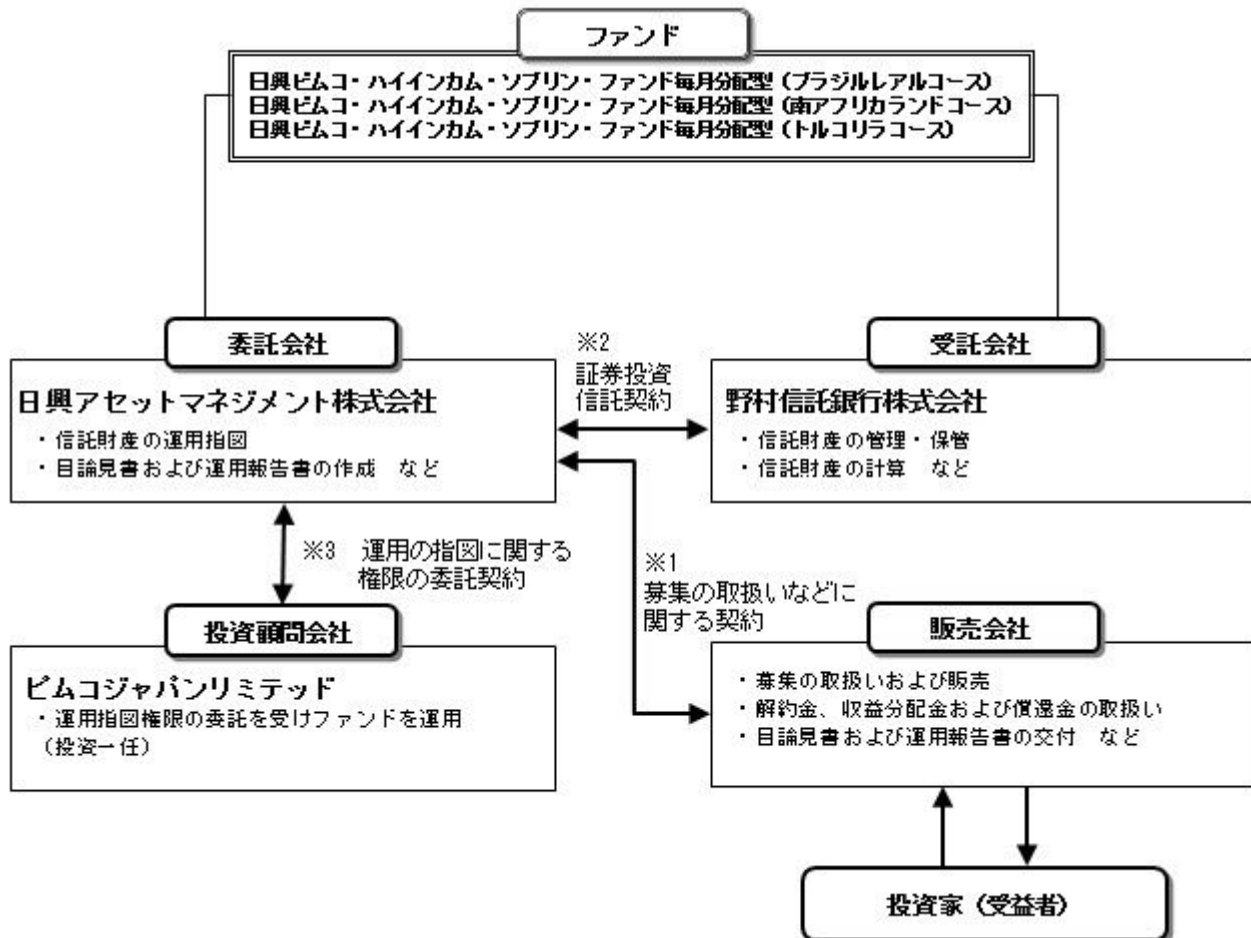 ファンド
日興ピムコ・ハイインカム・ソブリン・ファンド毎月分配型（ブラジルレアルコース）
日興ピムコ・ハイインカム・ソブリン・ファンド毎月分配型（南アフリカランドコース）
日興ピムコ・ハイインカム・ソブリン・ファンド毎月分配型（トルコリラコース）
委託会社
日興アセットマネジメント株式会社
・信託財産の運用指図
・目論見書および運用報告書の作成　など
※2
証券投資
信託契約
受託会社
野村信託銀行株式会社
・信託財産の管理・保管
・信託財産の計算　など
※3　運用の指図に関する
権限の委託契約
※1
募集の取扱いなどに
関する契約
投資顧問会社
ピムコジャパンリミテッド
・運用指図権限の委託を受けファンドを運用
（投資一任）
販売会社
・募集の取扱いおよび販売
・解約金、収益分配金および償還金の取扱い
・目論見書および運用報告書の交付　など
投資家（受益者）